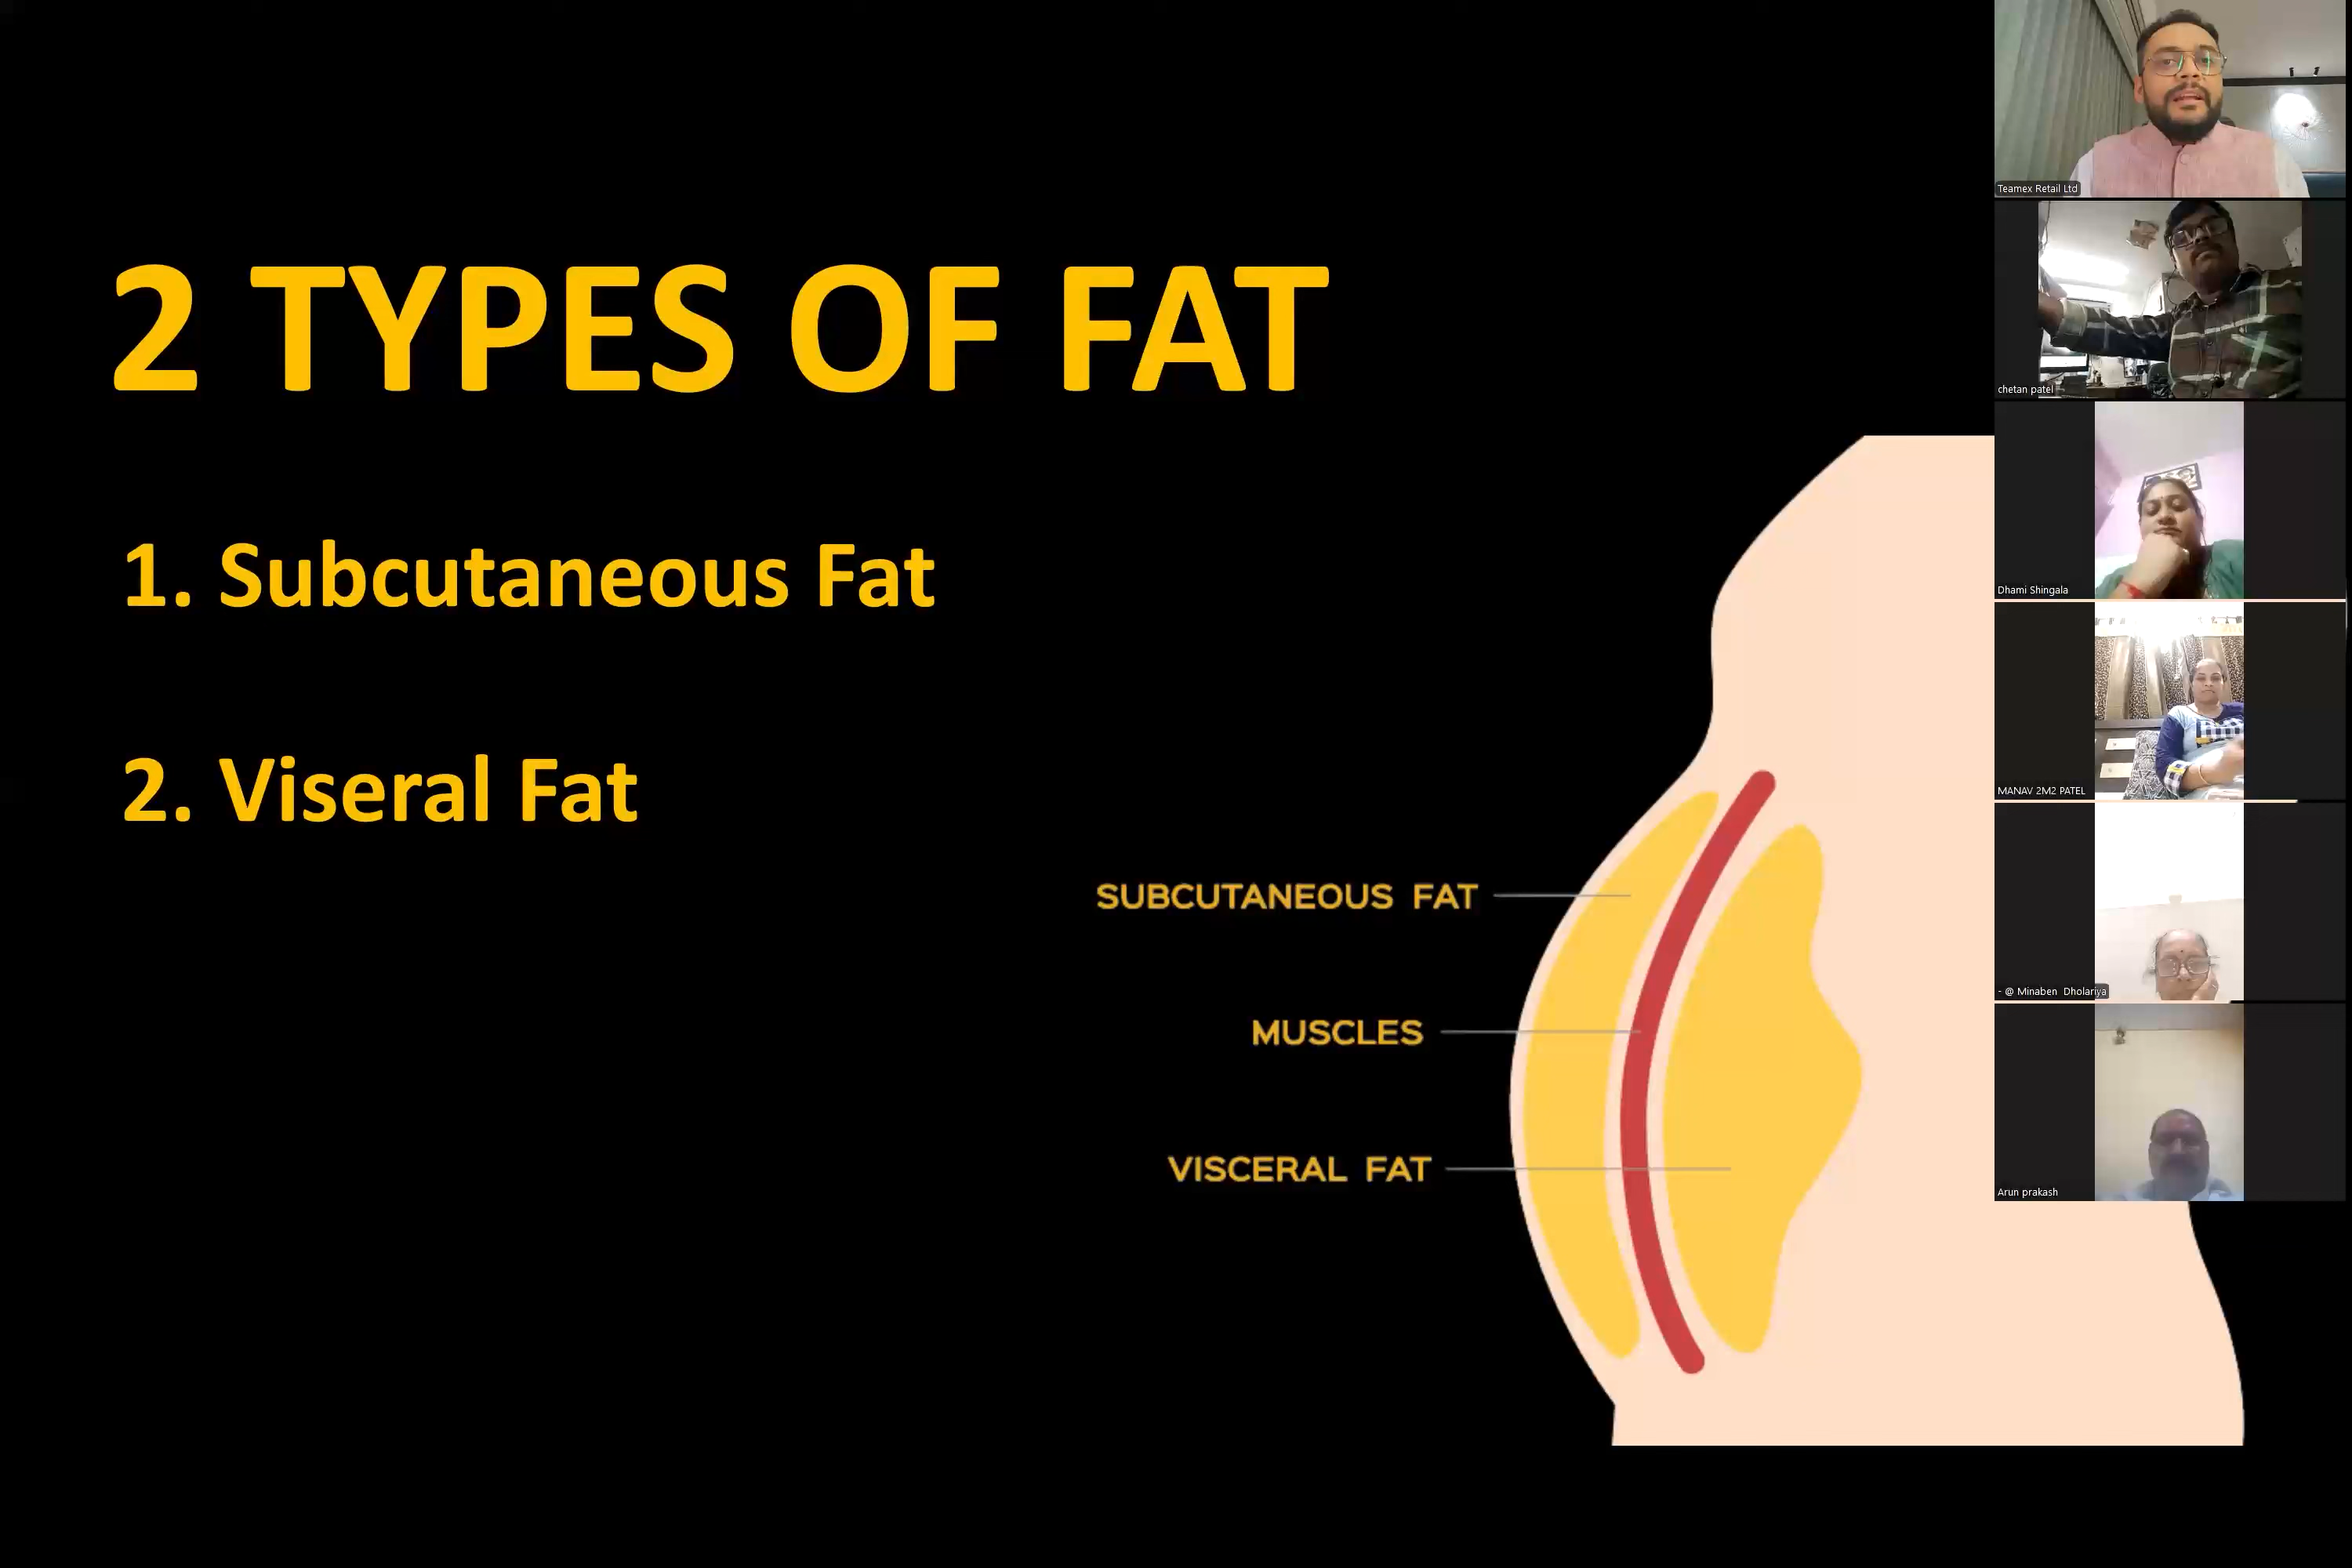 2 TYPES OF FAT
1. Subcutaneous Fat
2. Viseral Fat
SUBCUTANEOUS FAT
MUSCLES
VISCERAL FAT
Teamex Retail Ltd
chetan patel
Dhami Shingala
MANAV 2M2 PATEL
- @ Minaben Dholariya
Arun prakash